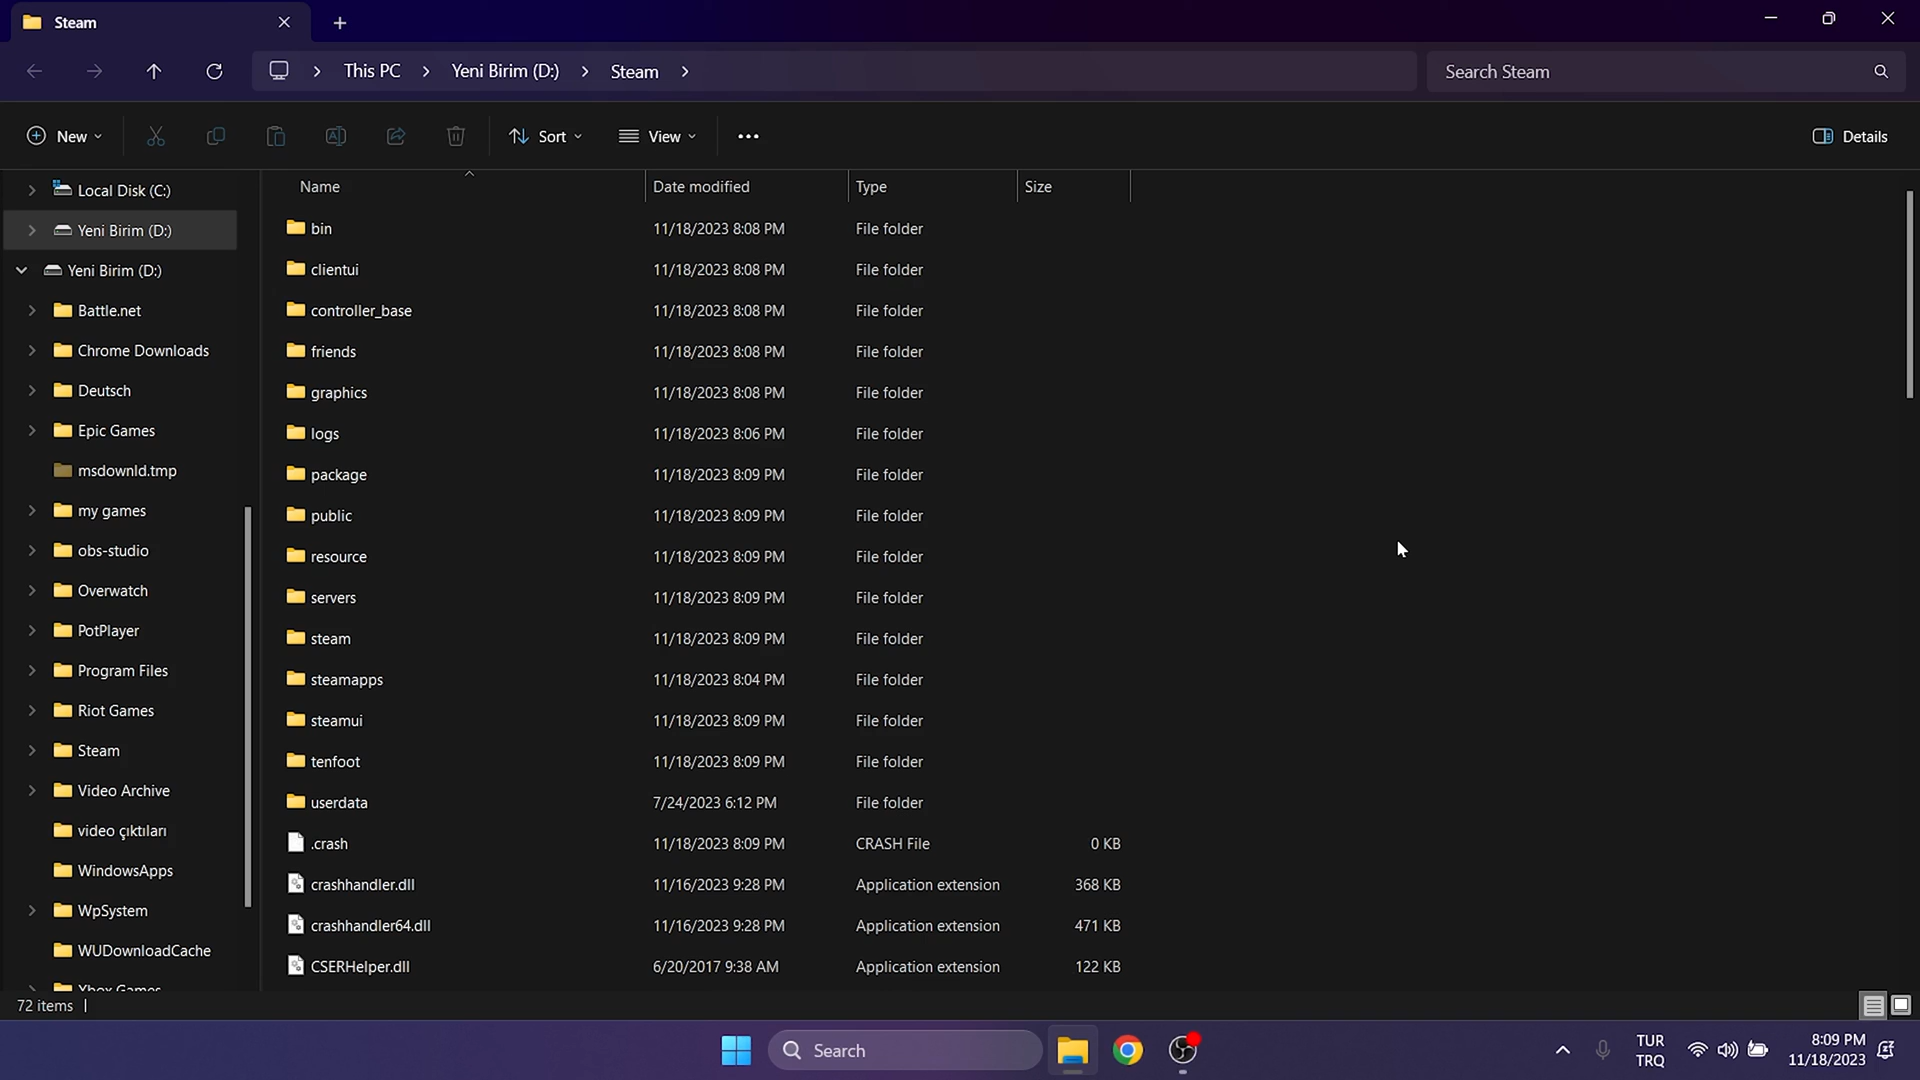 Steam
This PC
Yeni Birim (D:)
Steam
Search Steam
New
Sort
View
Details
Local Disk (C:)
Yeni Birim (D:)
Yeni Birim (D:)
Battle.net
Chrome Downloads
Deutsch
Epic Games
msdownld.tmp
my games
obs-studio
Overwatch
PotPlayer
Program Files
Riot Games
Steam
Video Archive
video çıktıları
WindowsApps
WpSystem
WUDownloadCache
Xbox Games
Name Date modified Type Size
bin 11/18/2023 8:08 PM File folder
clientui 11/18/2023 8:08 PM File folder
controller_base 11/18/2023 8:08 PM File folder
friends 11/18/2023 8:08 PM File folder
graphics 11/18/2023 8:08 PM File folder
logs 11/18/2023 8:06 PM File folder
package 11/18/2023 8:09 PM File folder
public 11/18/2023 8:09 PM File folder
resource 11/18/2023 8:09 PM File folder
servers 11/18/2023 8:09 PM File folder
steam 11/18/2023 8:09 PM File folder
steamapps 11/18/2023 8:04 PM File folder
steamui 11/18/2023 8:09 PM File folder
tenfoot 11/18/2023 8:09 PM File folder
userdata 7/24/2023 6:12 PM File folder
.crash 11/18/2023 8:09 PM CRASH File 0 KB
crashhandler.dll 11/16/2023 9:28 PM Application extension 368 KB
crashhandler64.dll 11/16/2023 9:28 PM Application extension 471 KB
CSERHelper.dll 6/20/2017 9:38 AM Application extension 122 KB
72 items
Search
TUR
TRQ
8:09 PM
11/18/2023